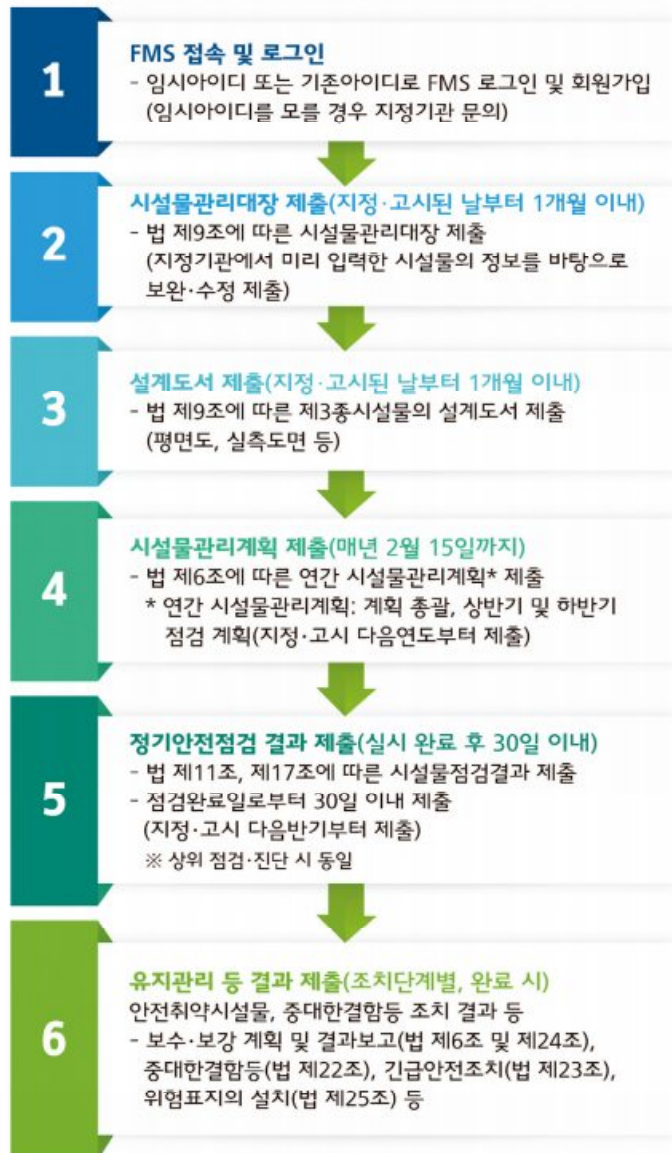 1
FMS 접속 및 로그인
- 임시아이디 또는 기존아이디로 FMS 로그인 및 회원가입
(임시아이디를 모를 경우 지정기관 문의)
2
시설물관리대장 제출(지정·고시된 날부터 1개월 이내)
- 법 제9조에 따른 시설물관리대장 제출
(지정기관에서 미리 입력한 시설물의 정보를 바탕으로
보완·수정 제출)
3
설계도서 제출(지정·고시된 날부터 1개월 이내)
- 법 제9조에 따른 제3종시설물의 설계도서 제출
(평면도, 실측도면 등)
4
시설물관리계획 제출(매년 2월 15일까지)
- 법 제6조에 따른 연간 시설물관리계획* 제출
* 연간 시설물관리계획: 계획 총괄, 상반기 및 하반기
점검 계획(지정·고시 다음연도부터 제출)
5
정기안전점검 결과 제출(실시 완료 후 30일 이내)
- 법 제11조, 제17조에 따른 시설물점검결과 제출
- 점검완료일로부터 30일 이내 제출
(지정·고시 다음반기부터 제출)
※ 상위 점검·진단 시 동일
6
유지관리 등 결과 제출(조치단계별, 완료 시)
안전취약시설물, 중대한결함등 조치 결과 등
- 보수·보강 계획 및 결과보고(법 제6조 및 제24조),
중대한결함등(법 제22조), 긴급안전조치(법 제23조),
위험표지의 설치(법 제25조) 등